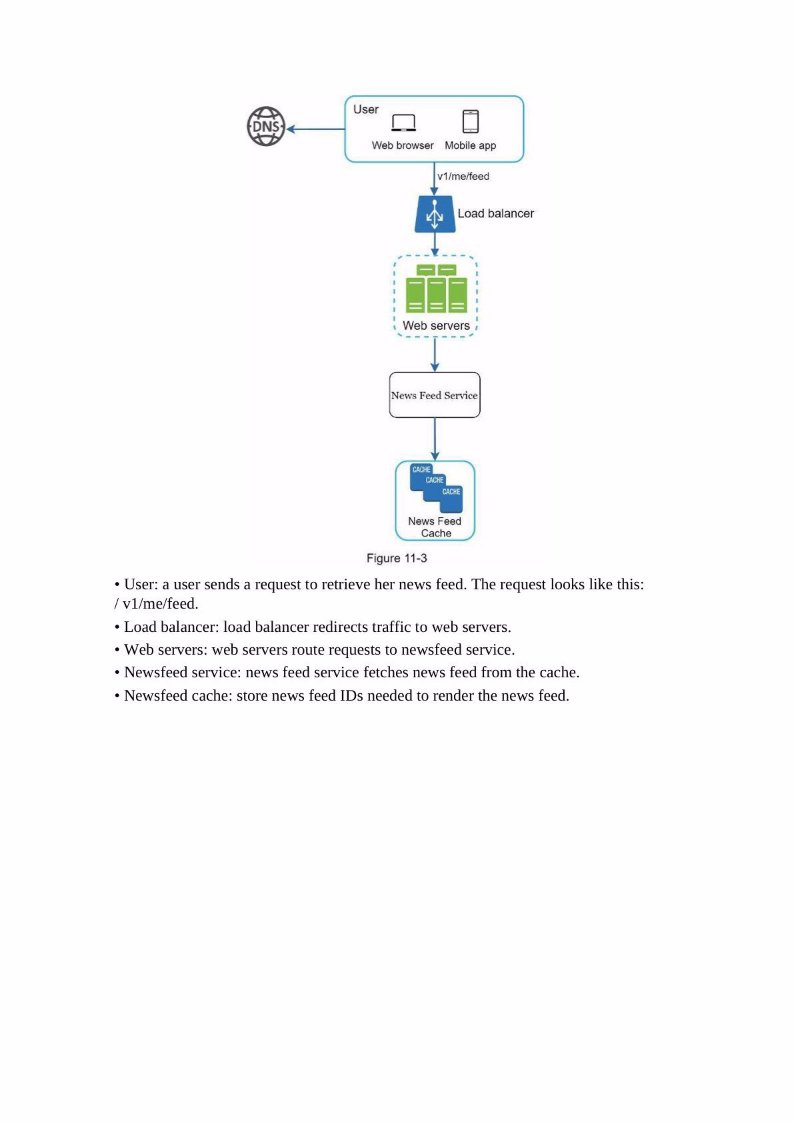 User
DNS
Web browser Mobile app
v1/me/feed
Load balancer
Web servers
News Feed Service
CACHE
CACHE
CACHE
News Feed
Cache
Figure 11-3
• User: a user sends a request to retrieve her news feed. The request looks like this:
/ v1/me/feed.
• Load balancer: load balancer redirects traffic to web servers.
• Web servers: web servers route requests to newsfeed service.
• Newsfeed service: news feed service fetches news feed from the cache.
• Newsfeed cache: store news feed IDs needed to render the news feed.